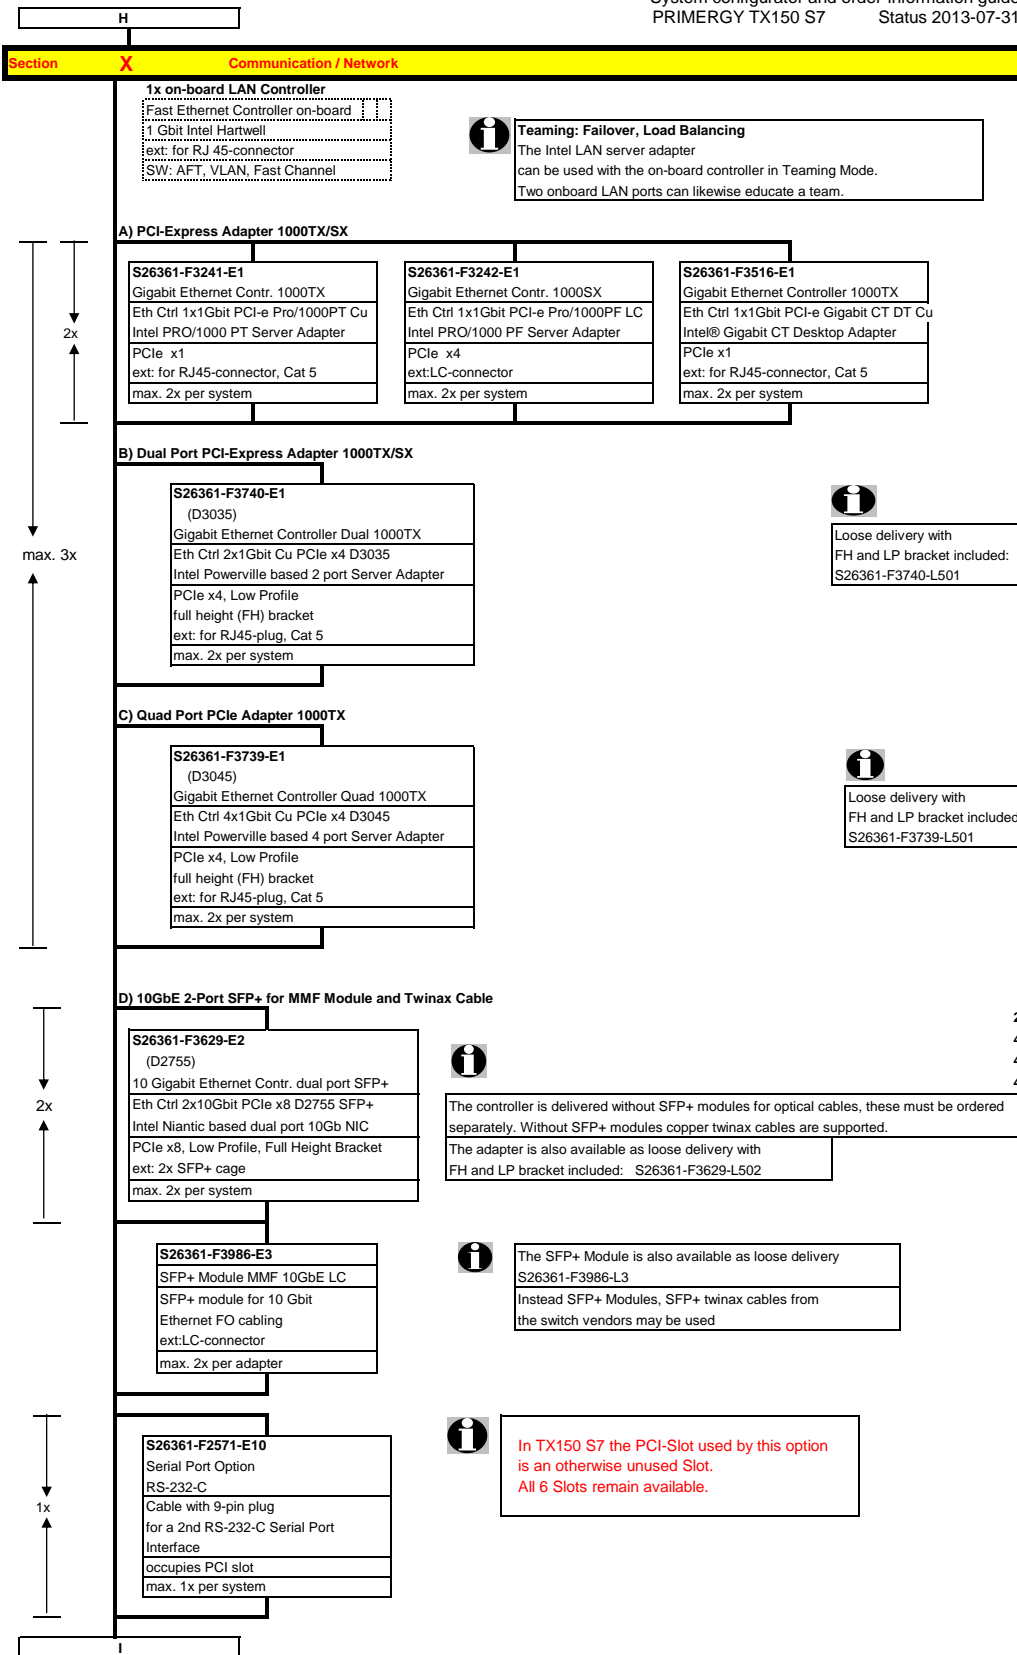 System configurator and order information guide
PRIMERGY TX150 S7 Status 2013-07-31
H
Section X Communication / Network
1x on-board LAN Controller
Fast Ethernet Controller on-board
1 Gbit Intel Hartwell
ext: for RJ 45-connector
SW: AFT, VLAN, Fast Channel
Teaming: Failover, Load Balancing
The Intel LAN server adapter
can be used with the on-board controller in Teaming Mode.
Two onboard LAN ports can likewise educate a team.
A) PCI-Express Adapter 1000TX/SX
S26361-F3241-E1
Gigabit Ethernet Contr. 1000TX
Eth Ctrl 1x1Gbit PCI-e Pro/1000PT Cu
Intel PRO/1000 PT Server Adapter
PCIe x1
ext: for RJ45-connector, Cat 5
max. 2x per system
S26361-F3242-E1
Gigabit Ethernet Contr. 1000SX
Eth Ctrl 1x1Gbit PCI-e Pro/1000PF LC
Intel PRO/1000 PF Server Adapter
PCIe x4
ext:LC-connector
max. 2x per system
S26361-F3516-E1
Gigabit Ethernet Controller 1000TX
Eth Ctrl 1x1Gbit PCI-e Gigabit CT DT Cu
Intel® Gigabit CT Desktop Adapter
PCIe x1
ext: for RJ45-connector, Cat 5
max. 2x per system
2x
max. 3x
B) Dual Port PCI-Express Adapter 1000TX/SX
S26361-F3740-E1
(D3035)
Gigabit Ethernet Controller Dual 1000TX
Eth Ctrl 2x1Gbit Cu PCIe x4 D3035
Intel Powerville based 2 port Server Adapter
PCIe x4, Low Profile
full height (FH) bracket
ext: for RJ45-plug, Cat 5
max. 2x per system
Loose delivery with
FH and LP bracket included:
S26361-F3740-L501
C) Quad Port PCIe Adapter 1000TX
S26361-F3739-E1
(D3045)
Gigabit Ethernet Controller Quad 1000TX
Eth Ctrl 4x1Gbit Cu PCIe x4 D3045
Intel Powerville based 4 port Server Adapter
PCIe x4, Low Profile
full height (FH) bracket
ext: for RJ45-plug, Cat 5
max. 2x per system
Loose delivery with
FH and LP bracket included
S26361-F3739-L501
D) 10GbE 2-Port SFP+ for MMF Module and Twinax Cable
S26361-F3629-E2
(D2755)
10 Gigabit Ethernet Contr. dual port SFP+
Eth Ctrl 2x10Gbit PCIe x8 D2755 SFP+
Intel Niantic based dual port 10Gb NIC
PCIe x8, Low Profile, Full Height Bracket
ext: 2x SFP+ cage
max. 2x per system
2x
The controller is delivered without SFP+ modules for optical cables, these must be ordered
separately. Without SFP+ modules copper twinax cables are supported.
The adapter is also available as loose delivery with
FH and LP bracket included: S26361-F3629-L502
S26361-F3986-E3
SFP+ Module MMF 10GbE LC
SFP+ module for 10 Gbit
Ethernet FO cabling
ext:LC-connector
max. 2x per adapter
The SFP+ Module is also available as loose delivery
S26361-F3986-L3
Instead SFP+ Modules, SFP+ twinax cables from
the switch vendors may be used
S26361-F2571-E10
Serial Port Option
RS-232-C
Cable with 9-pin plug
for a 2nd RS-232-C Serial Port
Interface
occupies PCI slot
max. 1x per system
1x
In TX150 S7 the PCI-Slot used by this option
is an otherwise unused Slot.
All 6 Slots remain available.
I